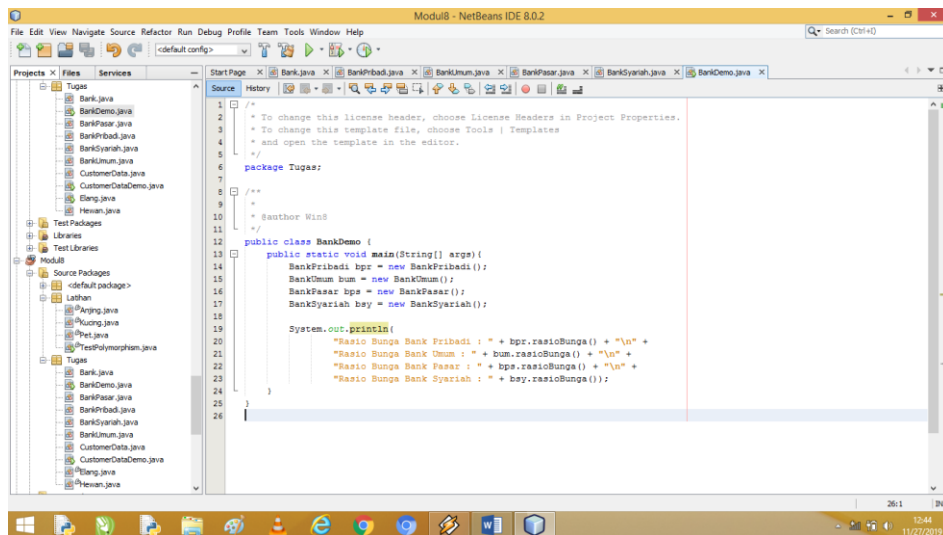 Modul8 - NetBeans IDE 8.0.2
File Edit View Navigate Source Refactor Run Debug Profile Team Tools Window Help
Search (Ctrl+I)
<default config>
Projects Files Services
Start Page Bank.java BankPribadi.java BankUmum.java BankPasar.java BankSyariah.java BankDemo.java
Source History
Tugas
Bank.java
BankDemo.java
BankPasar.java
BankPribadi.java
BankSyariah.java
BankUmum.java
CustomerData.java
CustomerDataDemo.java
Elang.java
Hewan.java
Test Packages
Libraries
Test Libraries
Modul8
Source Packages
<default package>
Latihan
Anjing.java
Kucing.java
Pet.java
TestPolymorphism.java
Tugas
Bank.java
BankDemo.java
BankPasar.java
BankPribadi.java
BankSyariah.java
BankUmum.java
CustomerData.java
CustomerDataDemo.java
Elang.java
Hewan.java
1 /*
2 * To change this license header, choose License Headers in Project Properties.
3 * To change this template file, choose Tools | Templates
4 * and open the template in the editor.
5 */
6 package Tugas;
7
8 /**
9 *
10 * @author Win8
11 */
12 public class BankDemo {
13 public static void main(String[] args){
14 BankPribadi bpr = new BankPribadi();
15 BankUmum bum = new BankUmum();
16 BankPasar bps = new BankPasar();
17 BankSyariah bsy = new BankSyariah();
18
19 System.out.println(
20 "Rasio Bunga Bank Pribadi : " + bpr.rasioBunga() + "\n" +
21 "Rasio Bunga Bank Umum : " + bum.rasioBunga() + "\n" +
22 "Rasio Bunga Bank Pasar : " + bps.rasioBunga() + "\n" +
23 "Rasio Bunga Bank Syariah : " + bsy.rasioBunga());
24 }
25 }
26
26:1 IN
12:44
11/27/2019